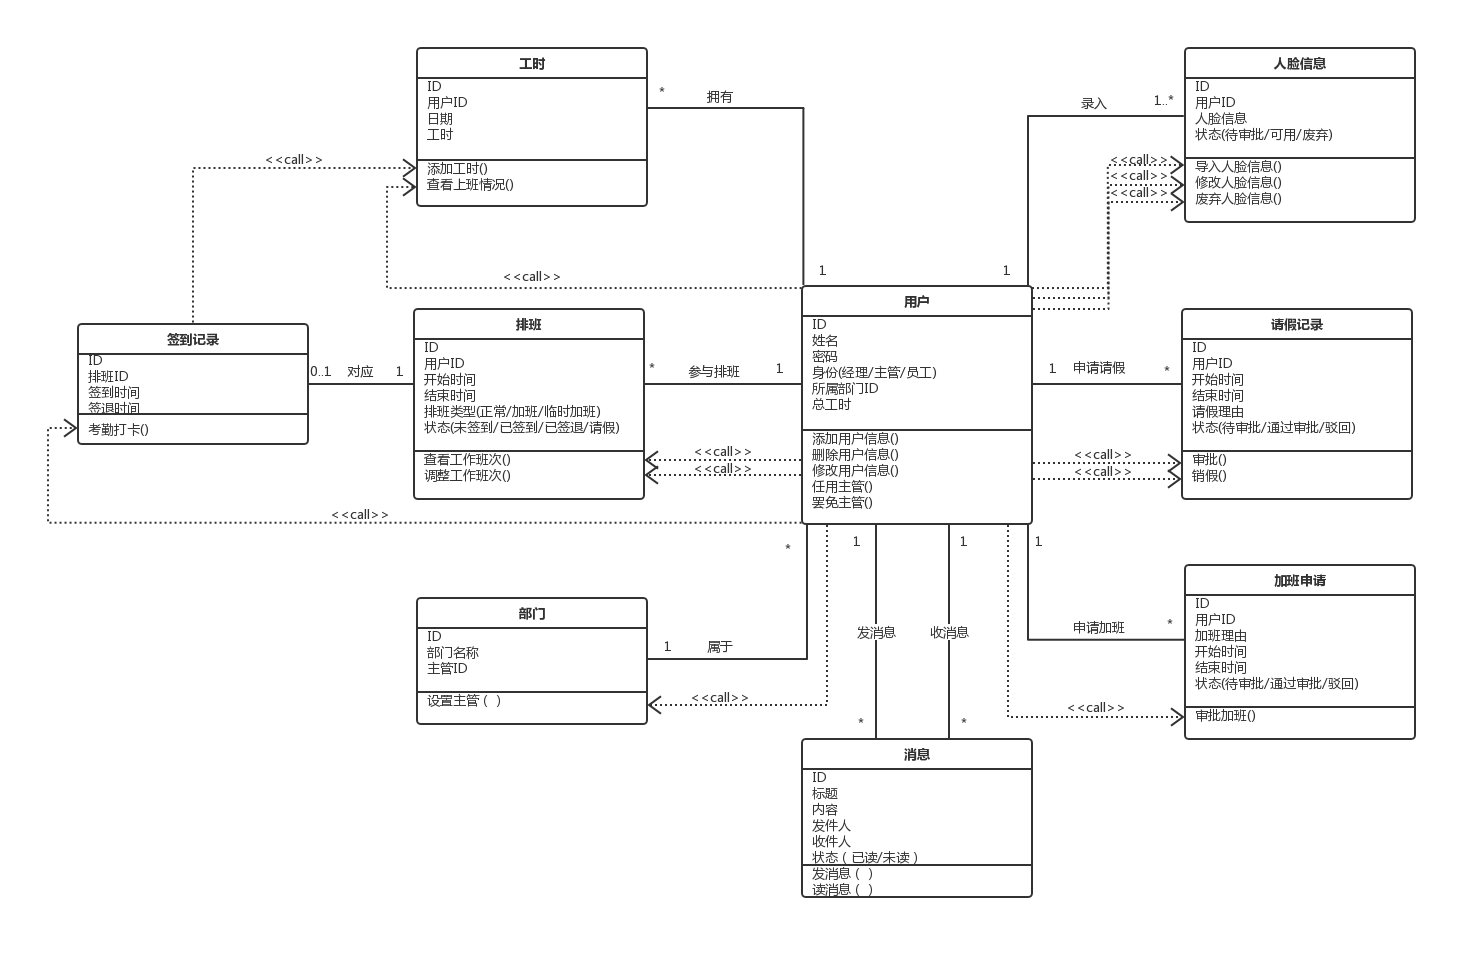 工时
ID
用户ID
日期
工时
添加工时()
查看上班情况()
*
拥有
1
人脸信息
ID
用户ID
人脸信息
状态(待审批/可用/废弃)
导入人脸信息()
修改人脸信息()
废弃人脸信息()
录入
1..*
1
<<call>>
<<call>>
<<call>>
<<call>>
<<call>>
签到记录
ID
排班ID
签到时间
签退时间
考勤打卡()
0..1
对应
1
排班
ID
用户ID
开始时间
结束时间
排班类型(正常/加班/临时加班)
状态(未签到/已签到/已签退/请假)
查看工作班次()
调整工作班次()
*
参与排班
1
<<call>>
<<call>>
<<call>>
用户
ID
姓名
密码
身份(经理/主管/员工)
所属部门ID
总工时
添加用户信息()
删除用户信息()
修改用户信息()
任用主管()
罢免主管()
1
申请请假
*
<<call>>
<<call>>
请假记录
ID
用户ID
开始时间
结束时间
请假理由
状态(待审批/通过审批/驳回)
审批()
销假()
*
1
1
1
部门
ID
部门名称
主管ID
设置主管（ ）
1
属于
<<call>>
发消息
收消息
*
*
申请加班
*
<<call>>
加班申请
ID
用户ID
加班理由
开始时间
结束时间
状态(待审批/通过审批/驳回)
审批加班()
消息
ID
标题
内容
发件人
收件人
状态（已读/未读）
发消息（ ）
读消息（ ）